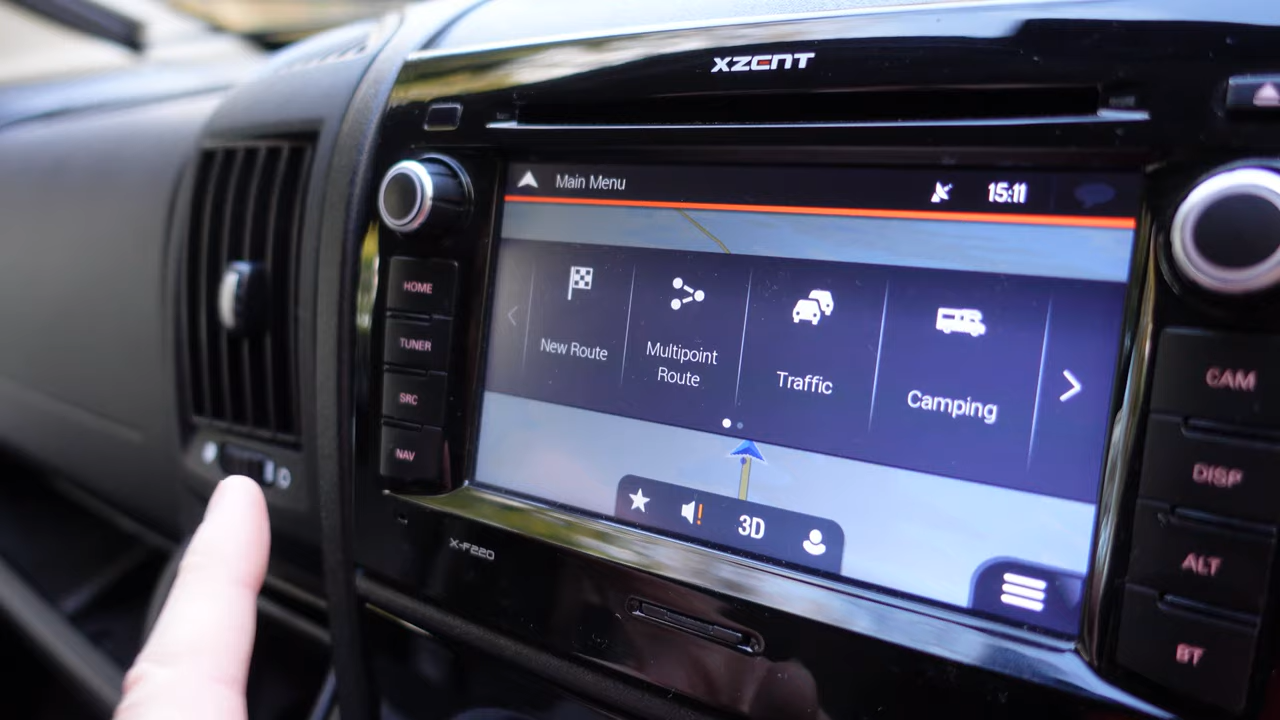 XZENT
Main Menu
15:11
HOME
TUNER
SRC
NAV
New Route
Multipoint
Route
Traffic
Camping
3D
CAM
DISP
ALT
BT
X-F220